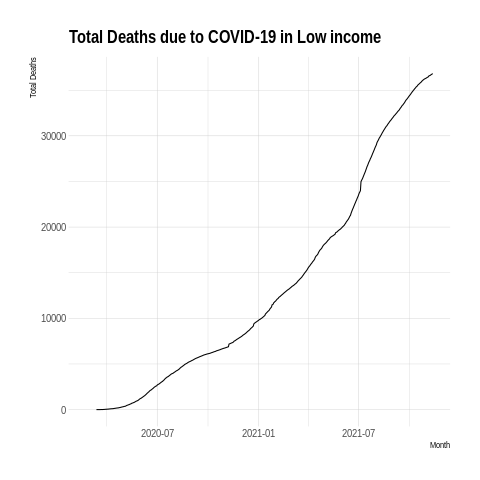 Total Deaths due to COVID-19 in Low income
Total Deaths
30000
20000
10000
0
2020-07
2021-01
2021-07
Month